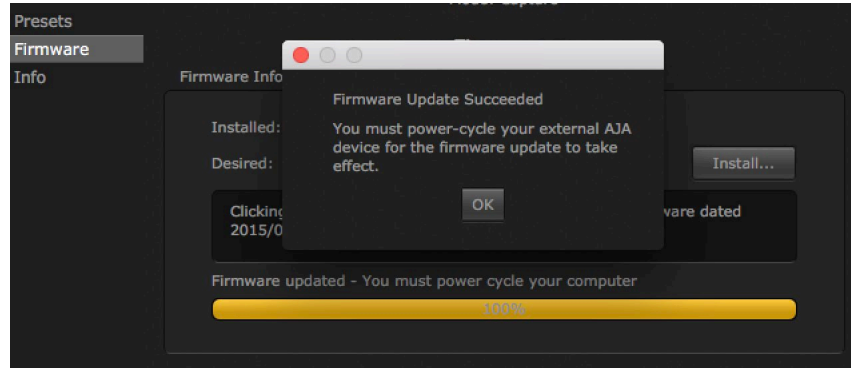 Presets
Firmware
Info
Firmware Info
Firmware Update Succeeded
Installed:
You must power-cycle your external AJA
device for the firmware update to take
effect.
Desired:
Install...
OK
Clicking
ware dated
2015/0
Firmware updated - You must power cycle your computer
100%